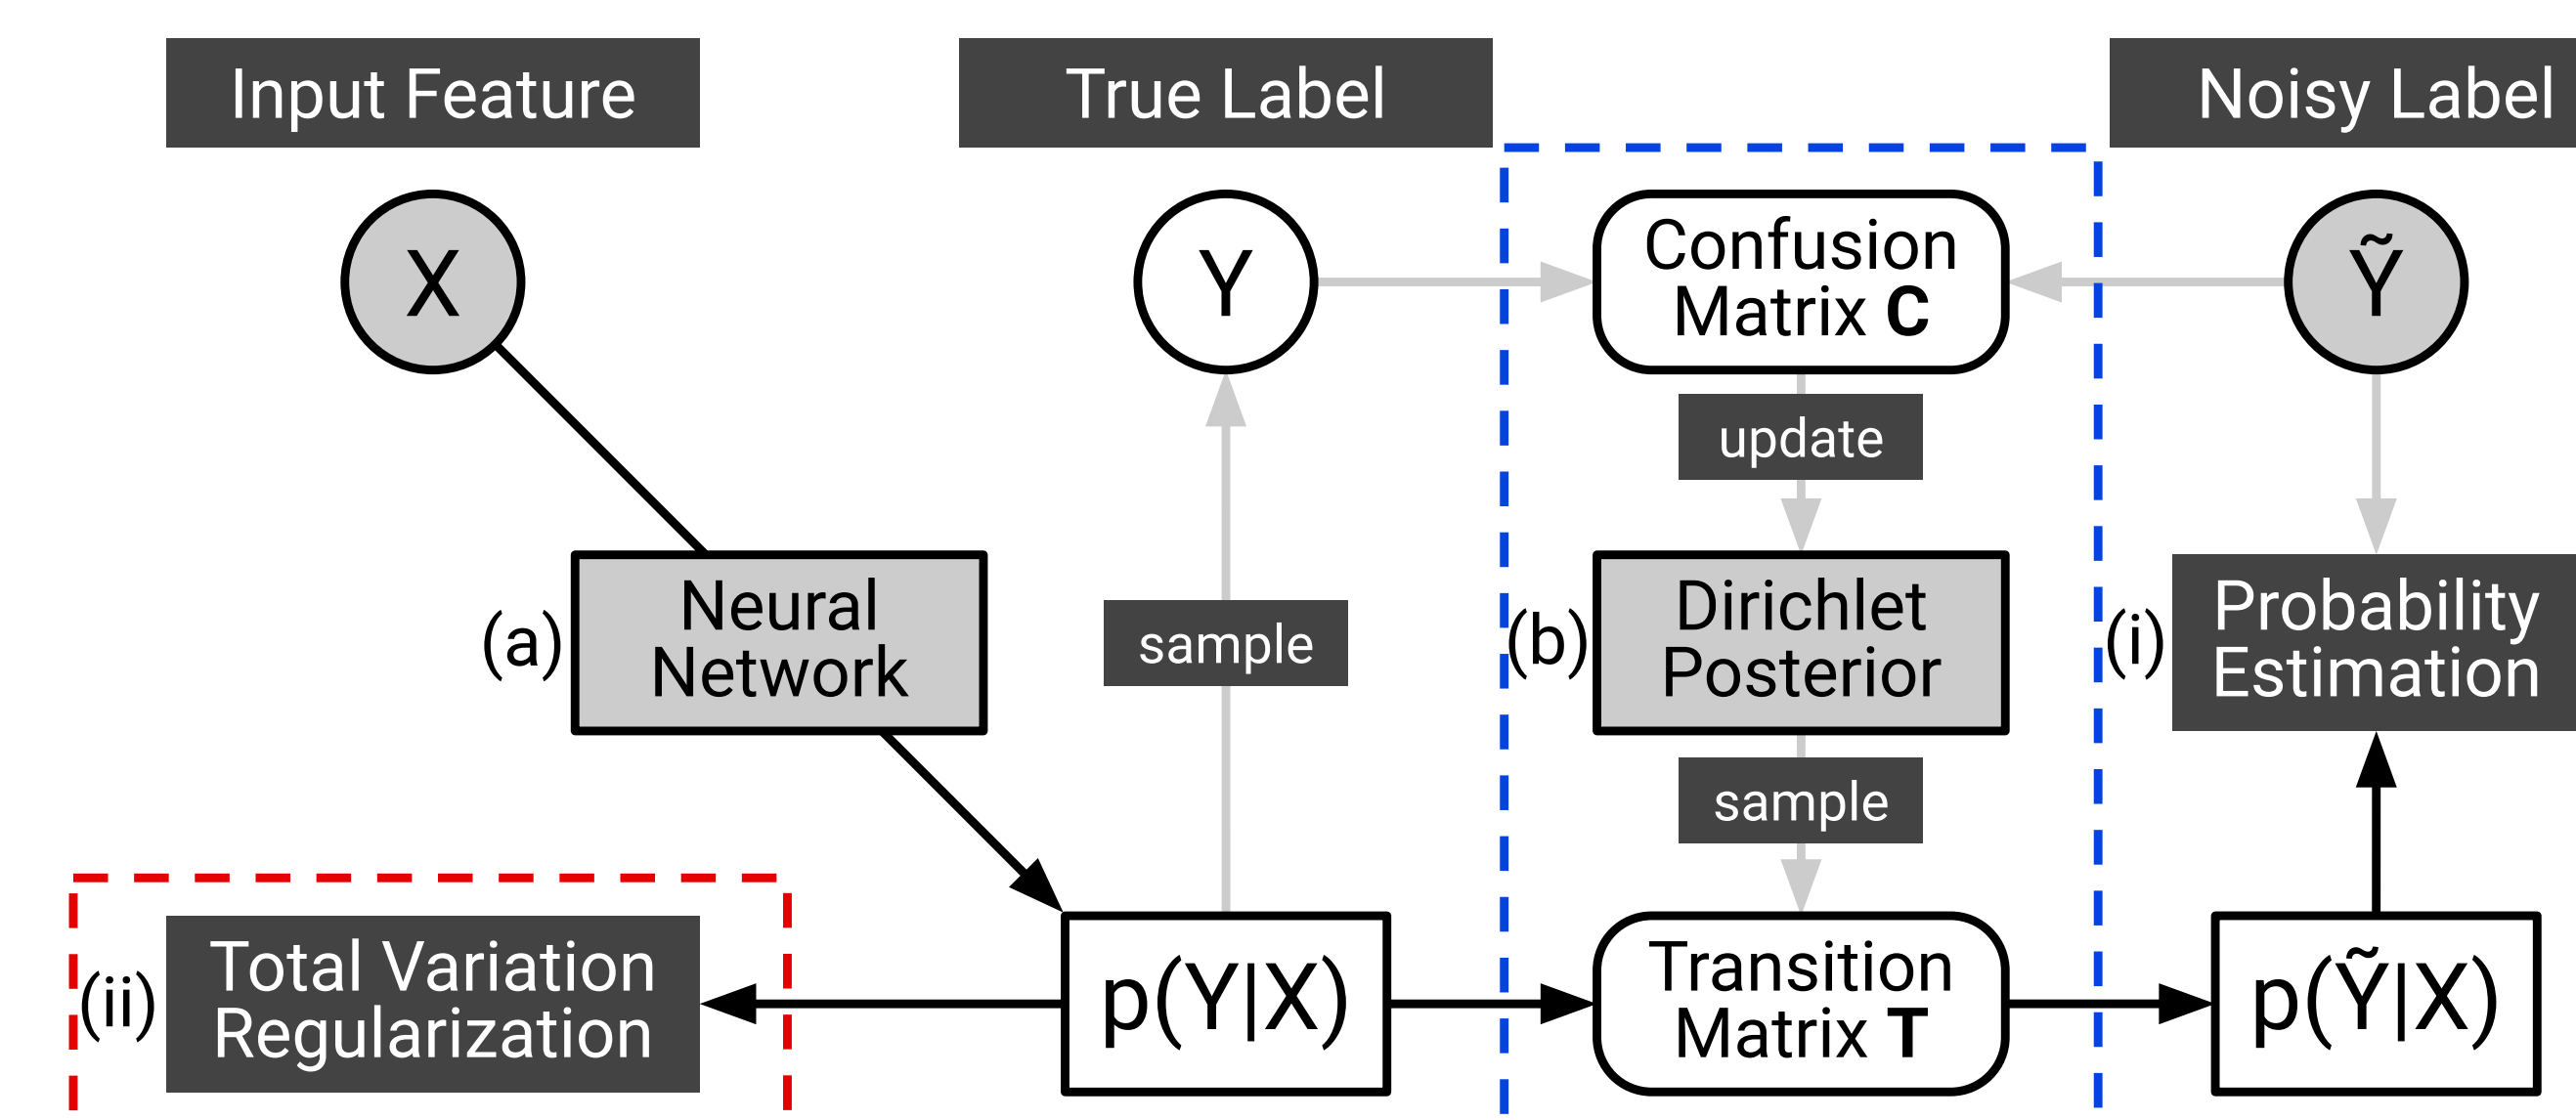 Input Feature
True Label
Noisy Label
X
Y
Confusion
Matrix C
Ỹ
update
(a)
Neural
Network
sample
(b)
Dirichlet
Posterior
(i)
Probability
Estimation
sample
(ii)
Total Variation
Regularization
p(Y|X)
Transition
Matrix T
p(Ỹ|X)